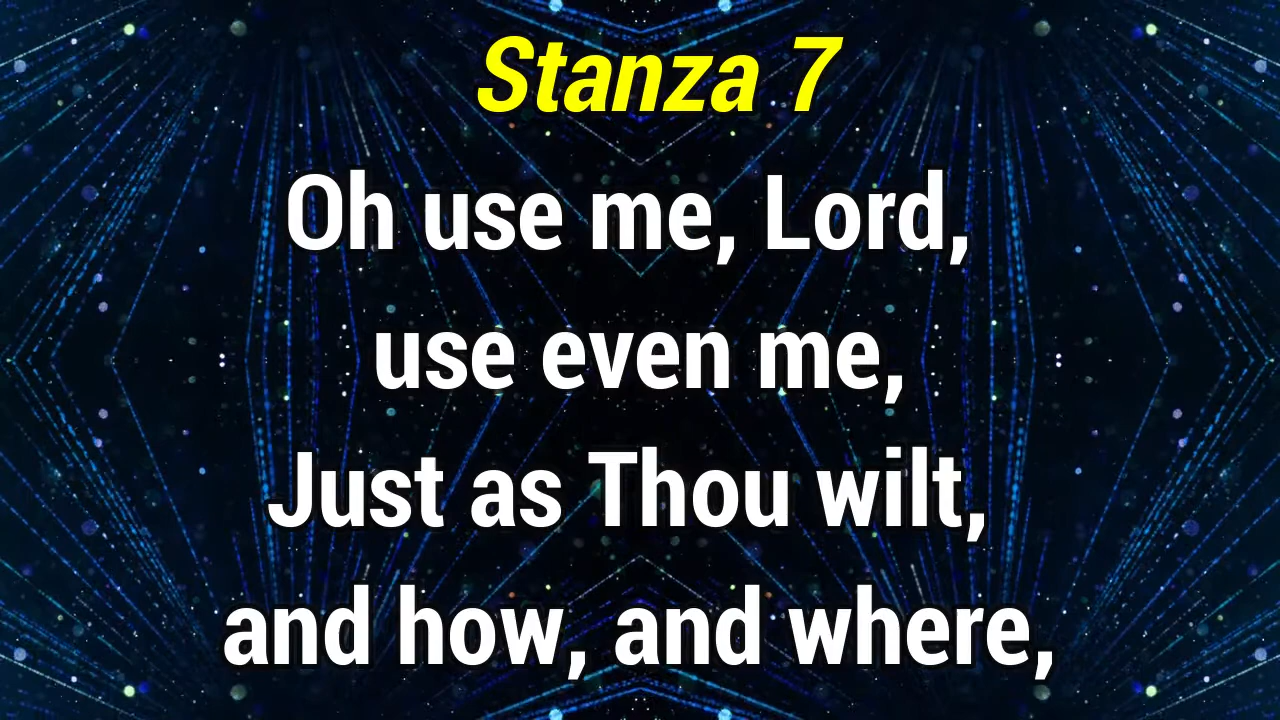 Stanza 7
Oh use me, Lord,
use even me,
Just as Thou wilt,
and how, and where,